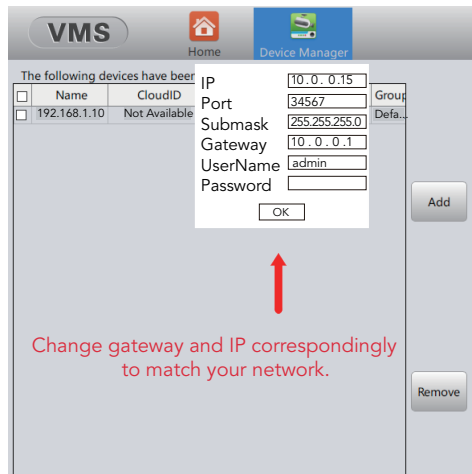 VMS
Home
Device Manager
The following devices have beer
Name CloudID Group
192.168.1.10 Not Available Defa...
IP 10 . 0 . 0 .15
Port 34567
Submask 255.255.255.0
Gateway 10 . 0 . 0 .1
UserName admin
Password
OK
Add
Change gateway and IP correspondingly
to match your network.
Remove